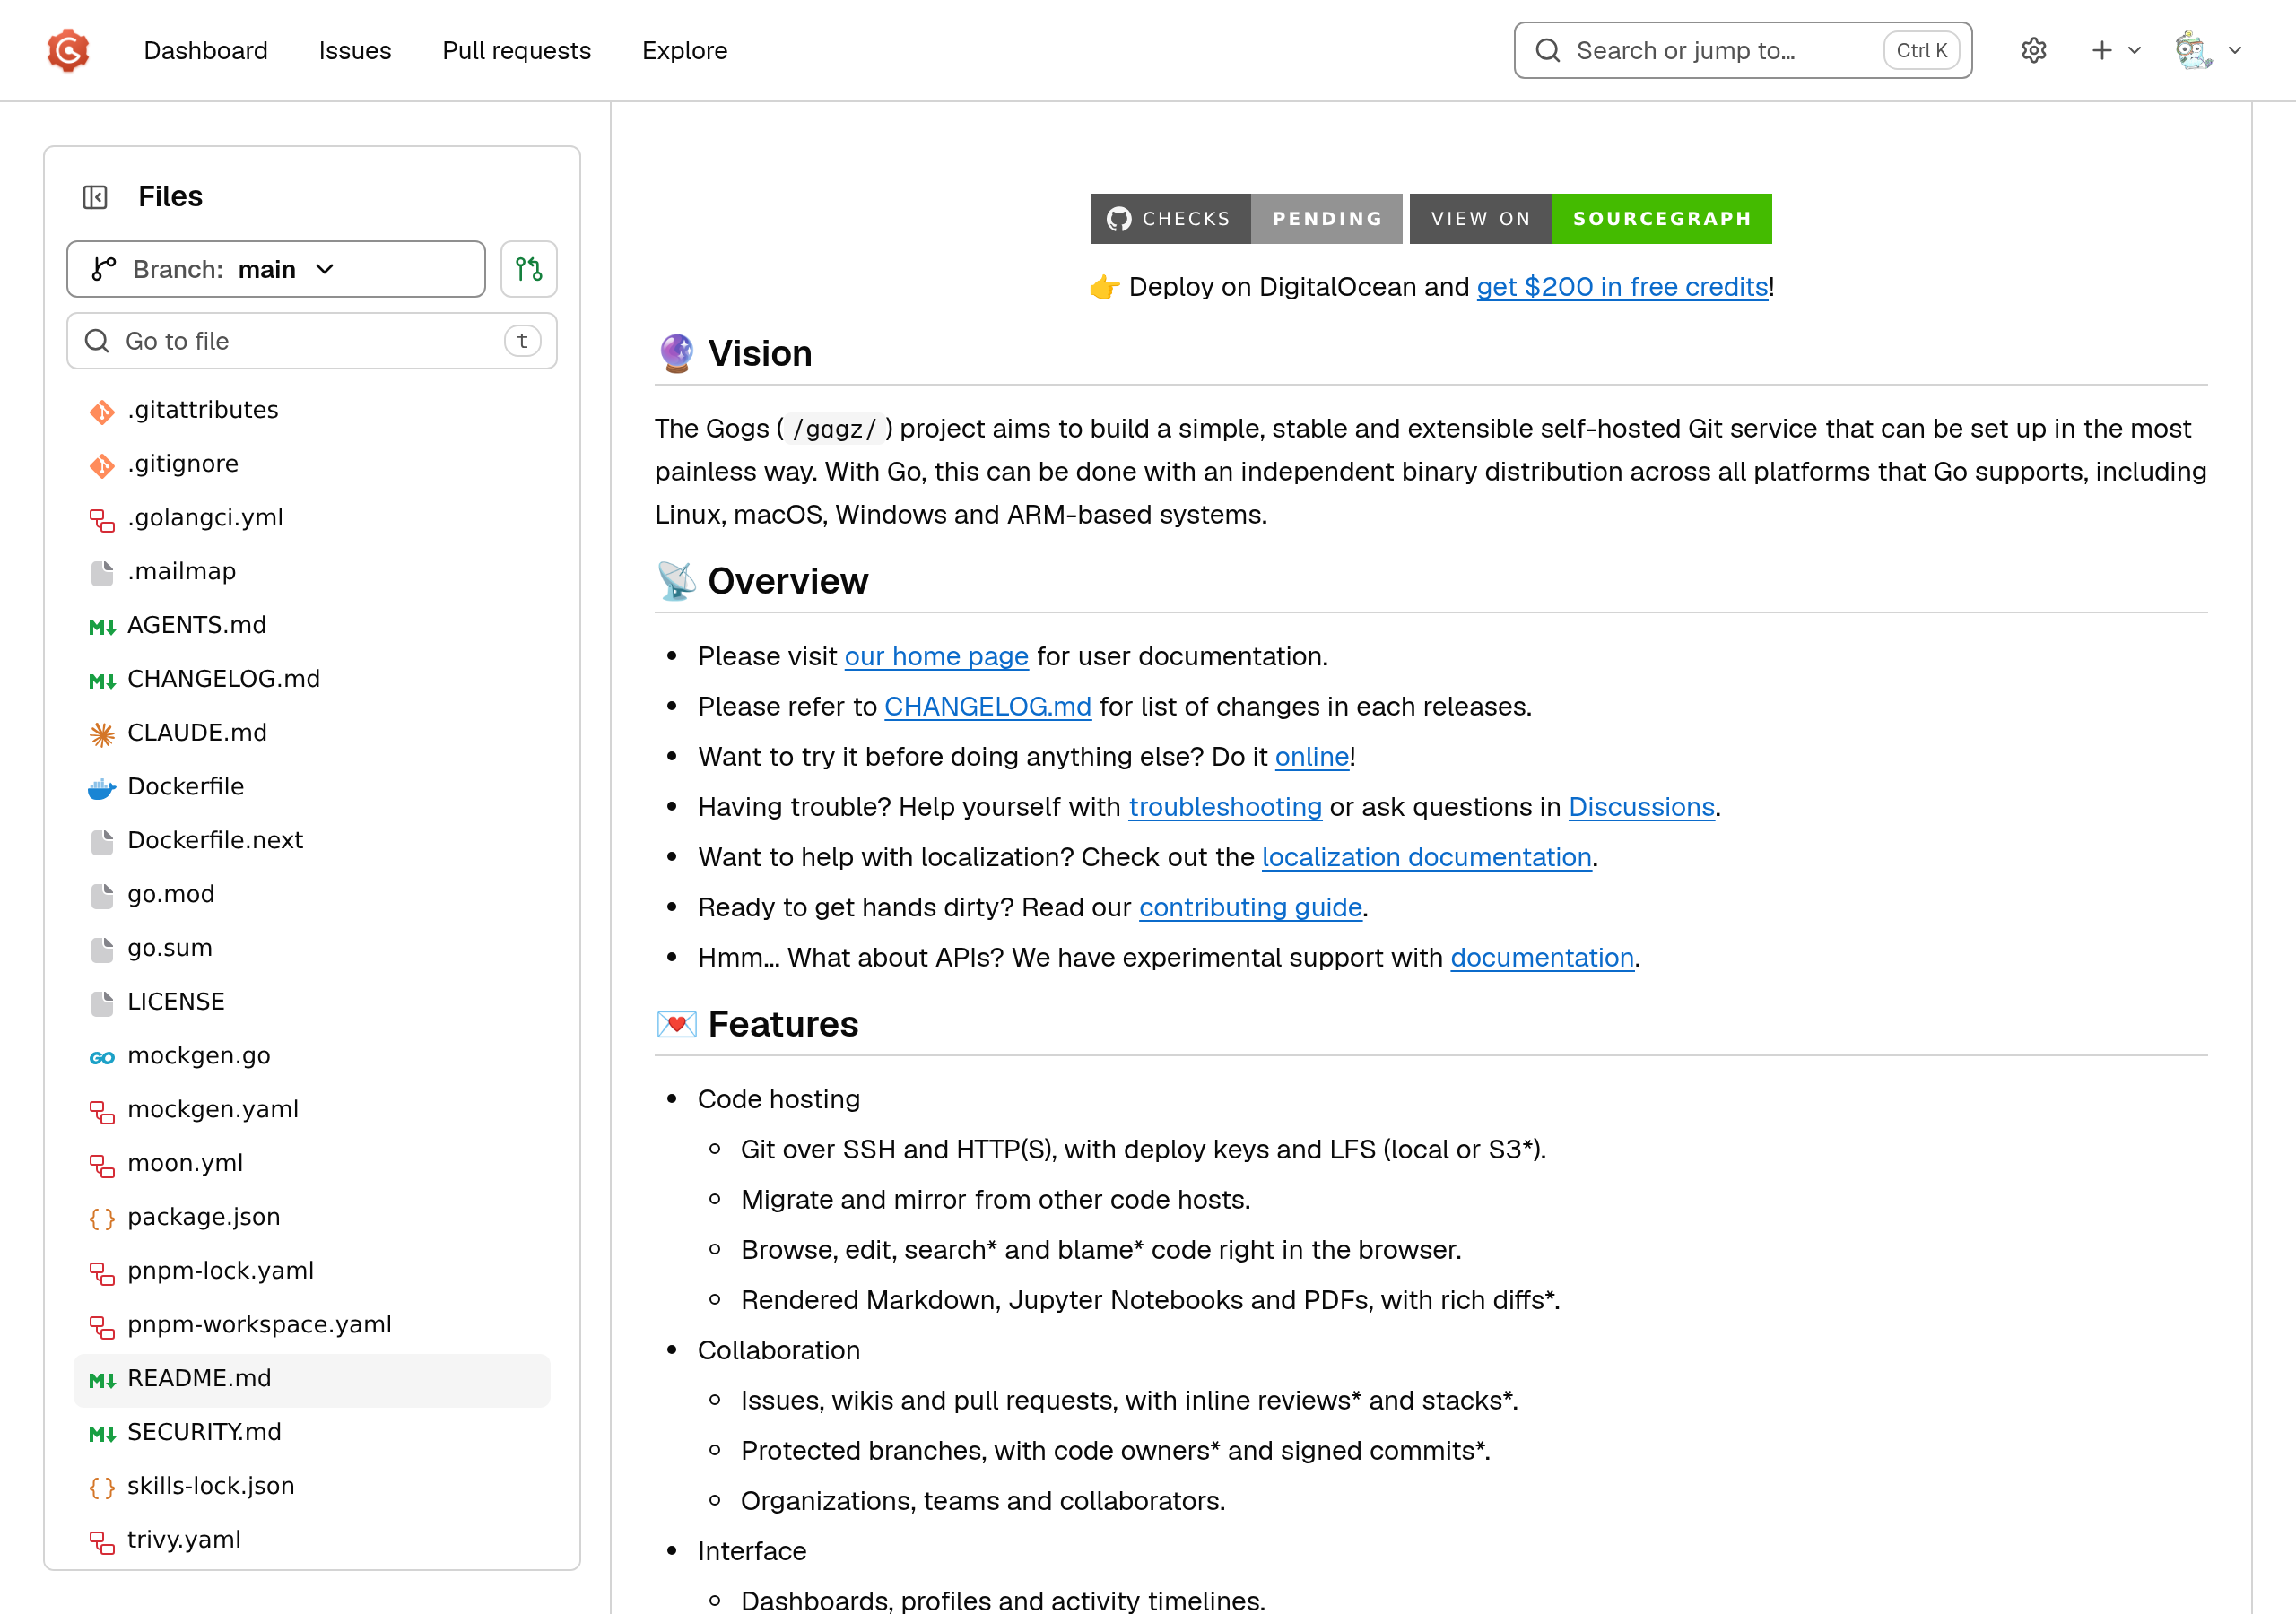 Dashboard Issues Pull requests Explore Search or jump to... Ctrl K
Files
Branch: main
Go to file t
.gitattributes
.gitignore
.golangci.yml
.mailmap
AGENTS.md
CHANGELOG.md
CLAUDE.md
Dockerfile
Dockerfile.next
go.mod
go.sum
LICENSE
mockgen.go
mockgen.yaml
moon.yml
package.json
pnpm-lock.yaml
pnpm-workspace.yaml
README.md
SECURITY.md
skills-lock.json
trivy.yaml
CHECKS PENDING VIEW ON SOURCEGRAPH
👉 Deploy on DigitalOcean and get $200 in free credits!
🔮 Vision
The Gogs ( /gɑgz/ ) project aims to build a simple, stable and extensible self-hosted Git service that can be set up in the most
painless way. With Go, this can be done with an independent binary distribution across all platforms that Go supports, including
Linux, macOS, Windows and ARM-based systems.
📡 Overview
• Please visit our home page for user documentation.
• Please refer to CHANGELOG.md for list of changes in each releases.
• Want to try it before doing anything else? Do it online!
• Having trouble? Help yourself with troubleshooting or ask questions in Discussions.
• Want to help with localization? Check out the localization documentation.
• Ready to get hands dirty? Read our contributing guide.
• Hmm... What about APIs? We have experimental support with documentation.
💌 Features
• Code hosting
◦ Git over SSH and HTTP(S), with deploy keys and LFS (local or S3*).
◦ Migrate and mirror from other code hosts.
◦ Browse, edit, search* and blame* code right in the browser.
◦ Rendered Markdown, Jupyter Notebooks and PDFs, with rich diffs*.
• Collaboration
◦ Issues, wikis and pull requests, with inline reviews* and stacks*.
◦ Protected branches, with code owners* and signed commits*.
◦ Organizations, teams and collaborators.
• Interface
◦ Dashboards, profiles and activity timelines.